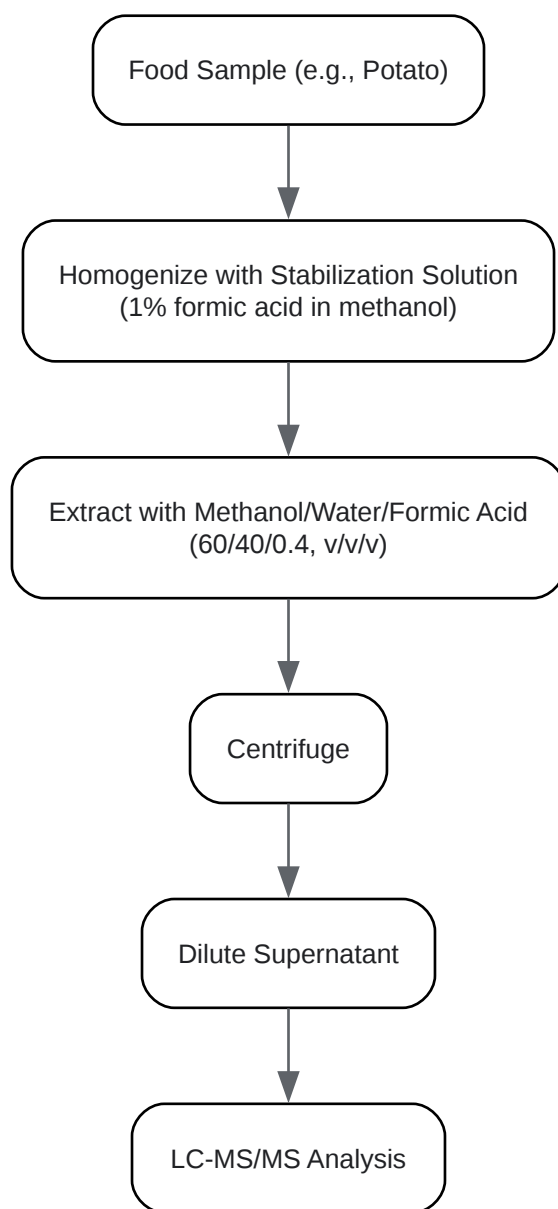 Food Sample (e.g., Potato)
Homogenize with Stabilization Solution
(1% formic acid in methanol)
Extract with Methanol/Water/Formic Acid
(60/40/0.4, v/v/v)
Centrifuge
Dilute Supernatant
LC-MS/MS Analysis